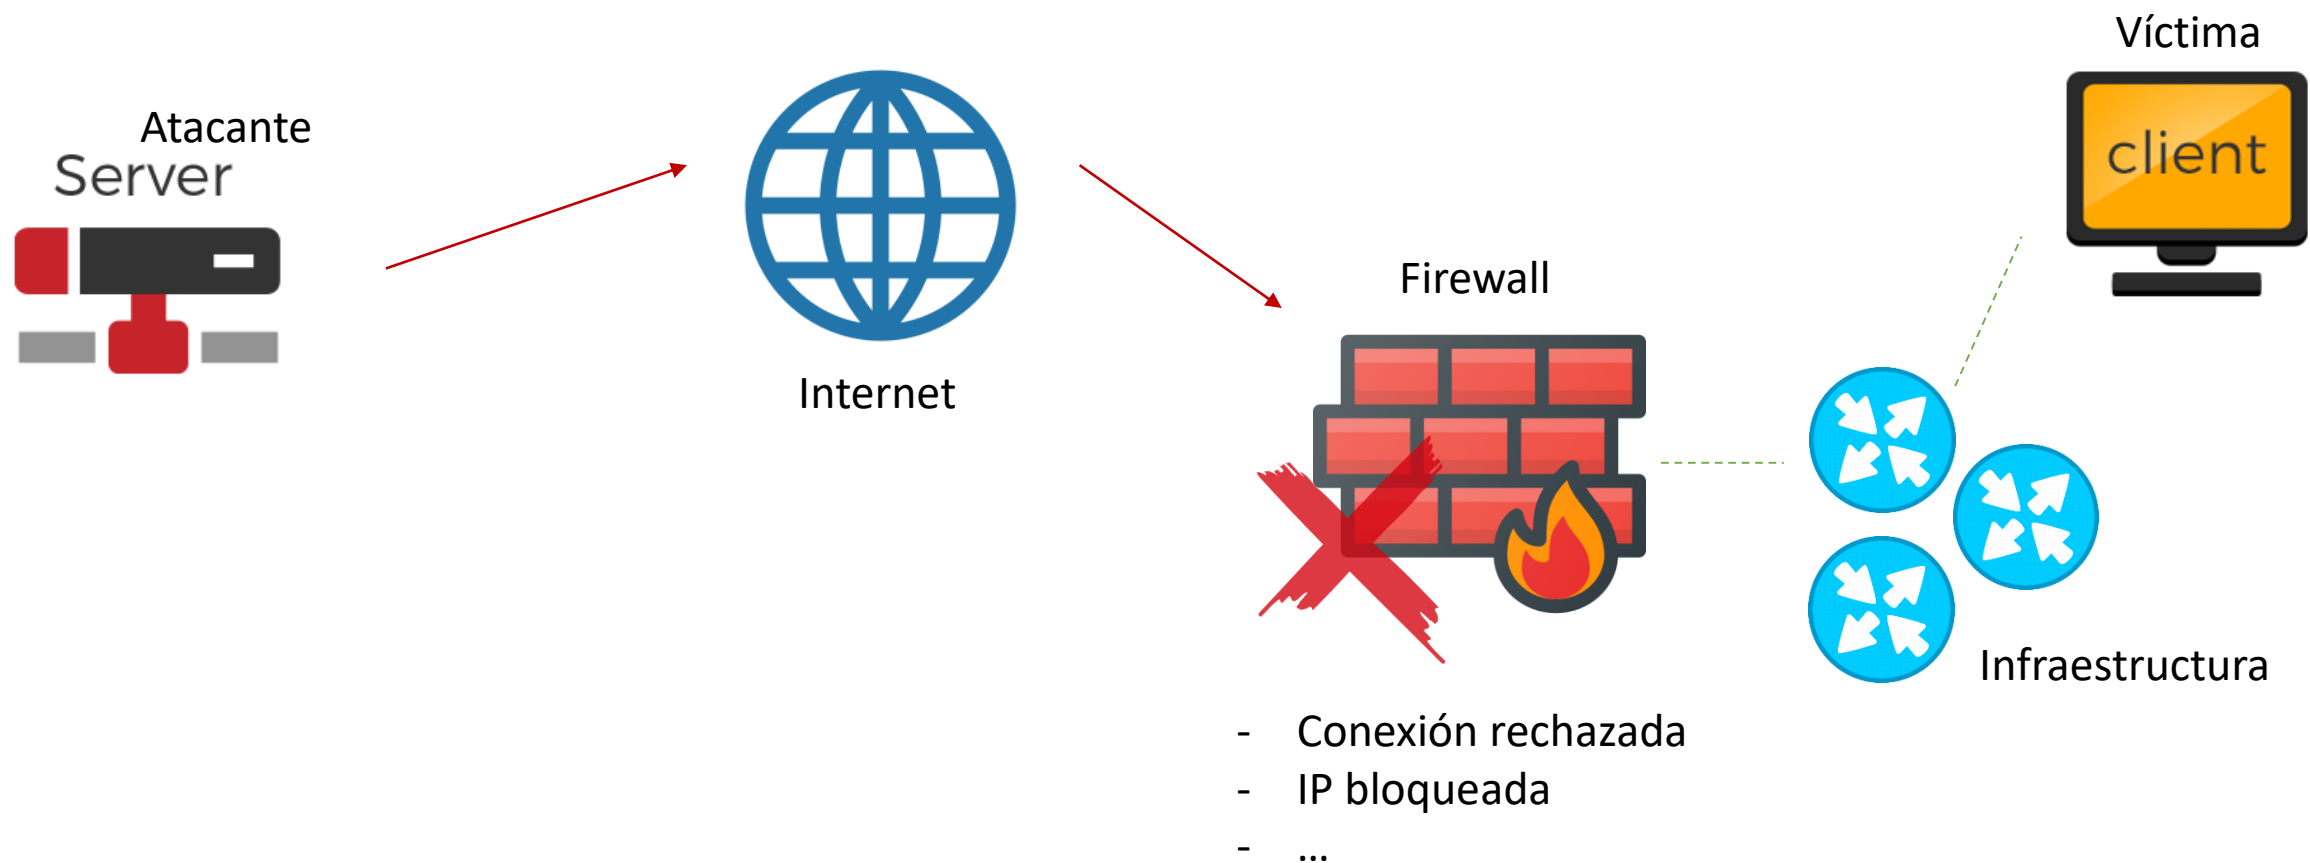 Víctima
Atacante
Server
client
Firewall
Internet
Infraestructura
- Conexión rechazada
- IP bloqueada
- ...